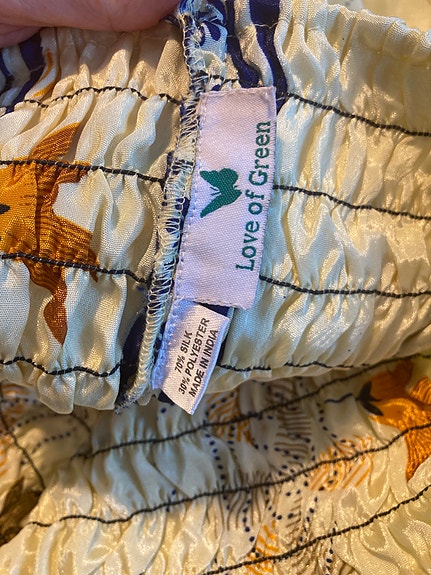 Love of Green
70% SILK
30% POLYESTER
MADE IN INDIA